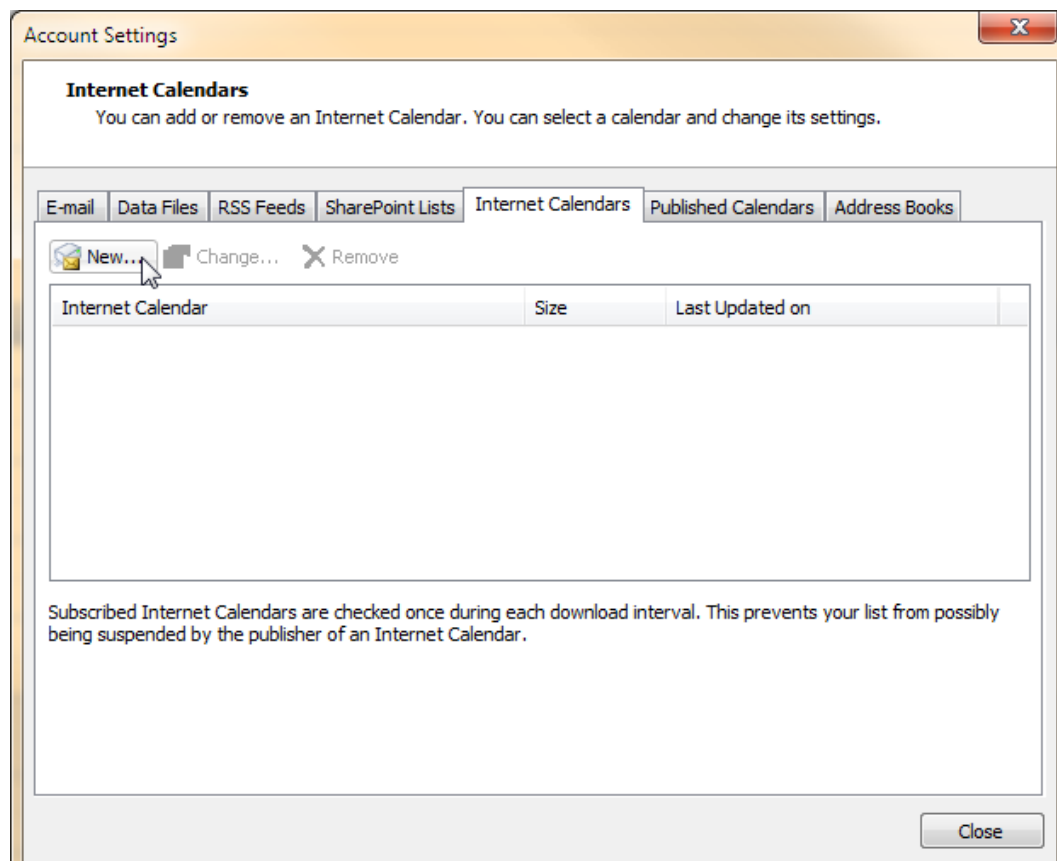 Account Settings
Internet Calendars
You can add or remove an Internet Calendar. You can select a calendar and change its settings.
E-mail Data Files RSS Feeds SharePoint Lists Internet Calendars Published Calendars Address Books
New... Change... Remove
Internet Calendar Size Last Updated on
Subscribed Internet Calendars are checked once during each download interval. This prevents your list from possibly
being suspended by the publisher of an Internet Calendar.
Close